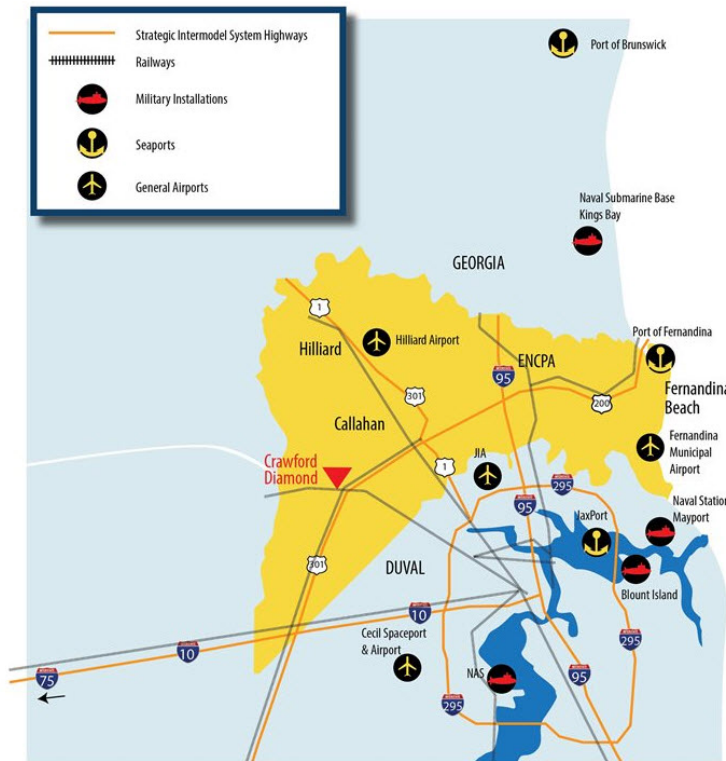 Strategic Intermodel System Highways
Railways
Military Installations
Seaports
General Airports
Port of Brunswick
Naval Submarine Base
Kings Bay
GEORGIA
1
Hilliard
Hilliard Airport
Port of Fernandina
ENCPA
95
301
200
Fernandina
Beach
Callahan
Fernandina
Municipal
Airport
JIA
1
Crawford
Diamond
295
95
JaxPort
Naval Station
Mayport
301
DUVAL
Blount Island
10
10
Cecil Spaceport
& Airport
295
NAS
95
75
295